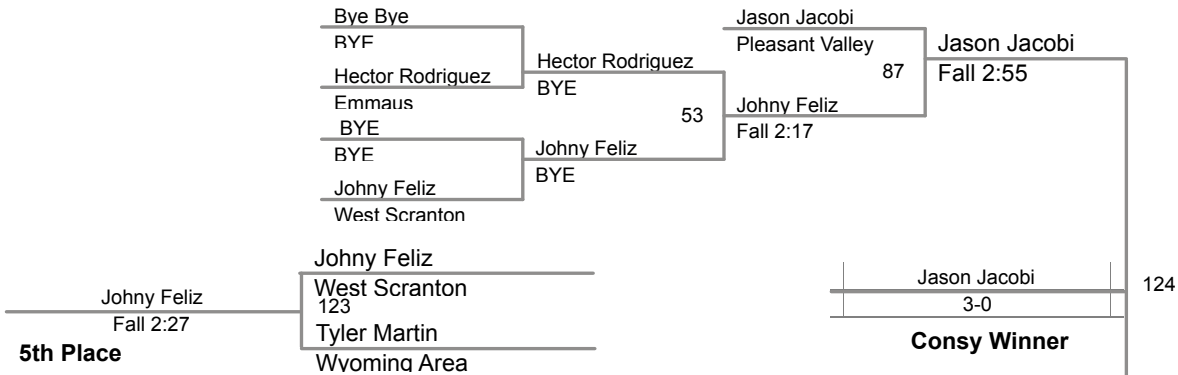 Bye Bye
BYE
Hector Rodriguez
Emmaus
BYE
BYE
Johny Feliz
West Scranton
Hector Rodriguez
BYE
53
Johny Feliz
BYE
Jason Jacobi
Pleasant Valley
87
Johny Feliz
Fall 2:17
Jason Jacobi
Fall 2:55
Johny Feliz
West Scranton
123
Tyler Martin
Wyoming Area
Johny Feliz
Fall 2:27
5th Place
Jason Jacobi
3-0
Consy Winner
124